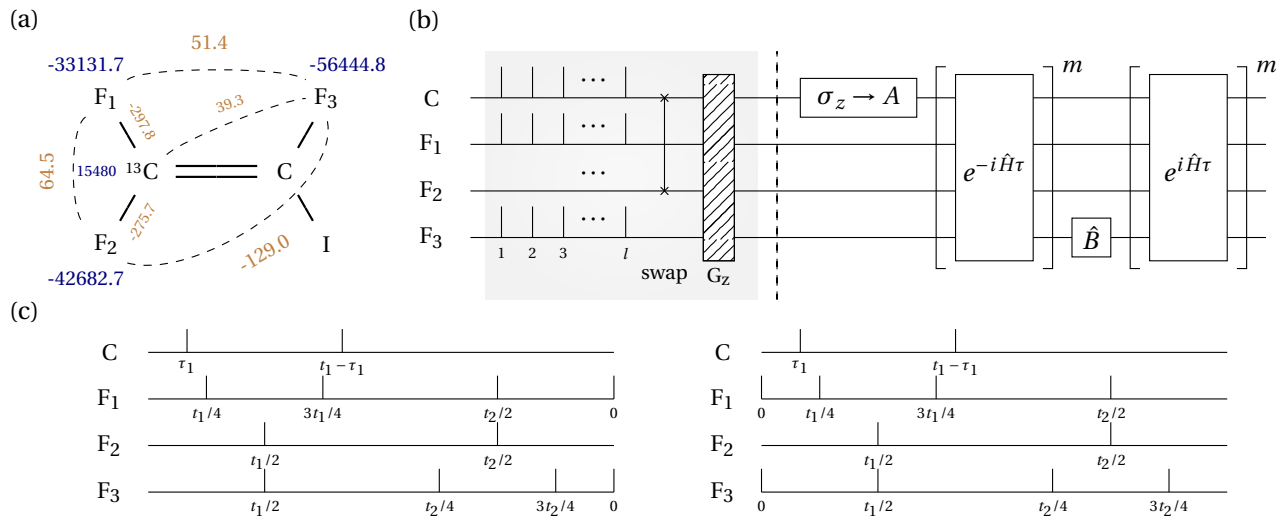 (a)
51.4
-33131.7
-56444.8
F1
F3
-297.8
39.3
64.5
15480
13C
C
-275.7
F2
I
-129.0
-42682.7
(b)
C
F1
F2
F3
...
...
...
...
1 2 3 l
swap
Gz
σz → A
m
e^{-iĤτ}
B̂
m
e^{iĤτ}
(c)
C
τ1 t1 − τ1
F1
t1/4 3t1/4 t2/2 0
F2
t1/2 t2/2
F3
t1/2 t2/4 3t2/4 0
C
τ1 t1 − τ1
F1
0 t1/4 3t1/4 t2/2
F2
t1/2 t2/2
F3
0 t1/2 t2/4 3t2/4